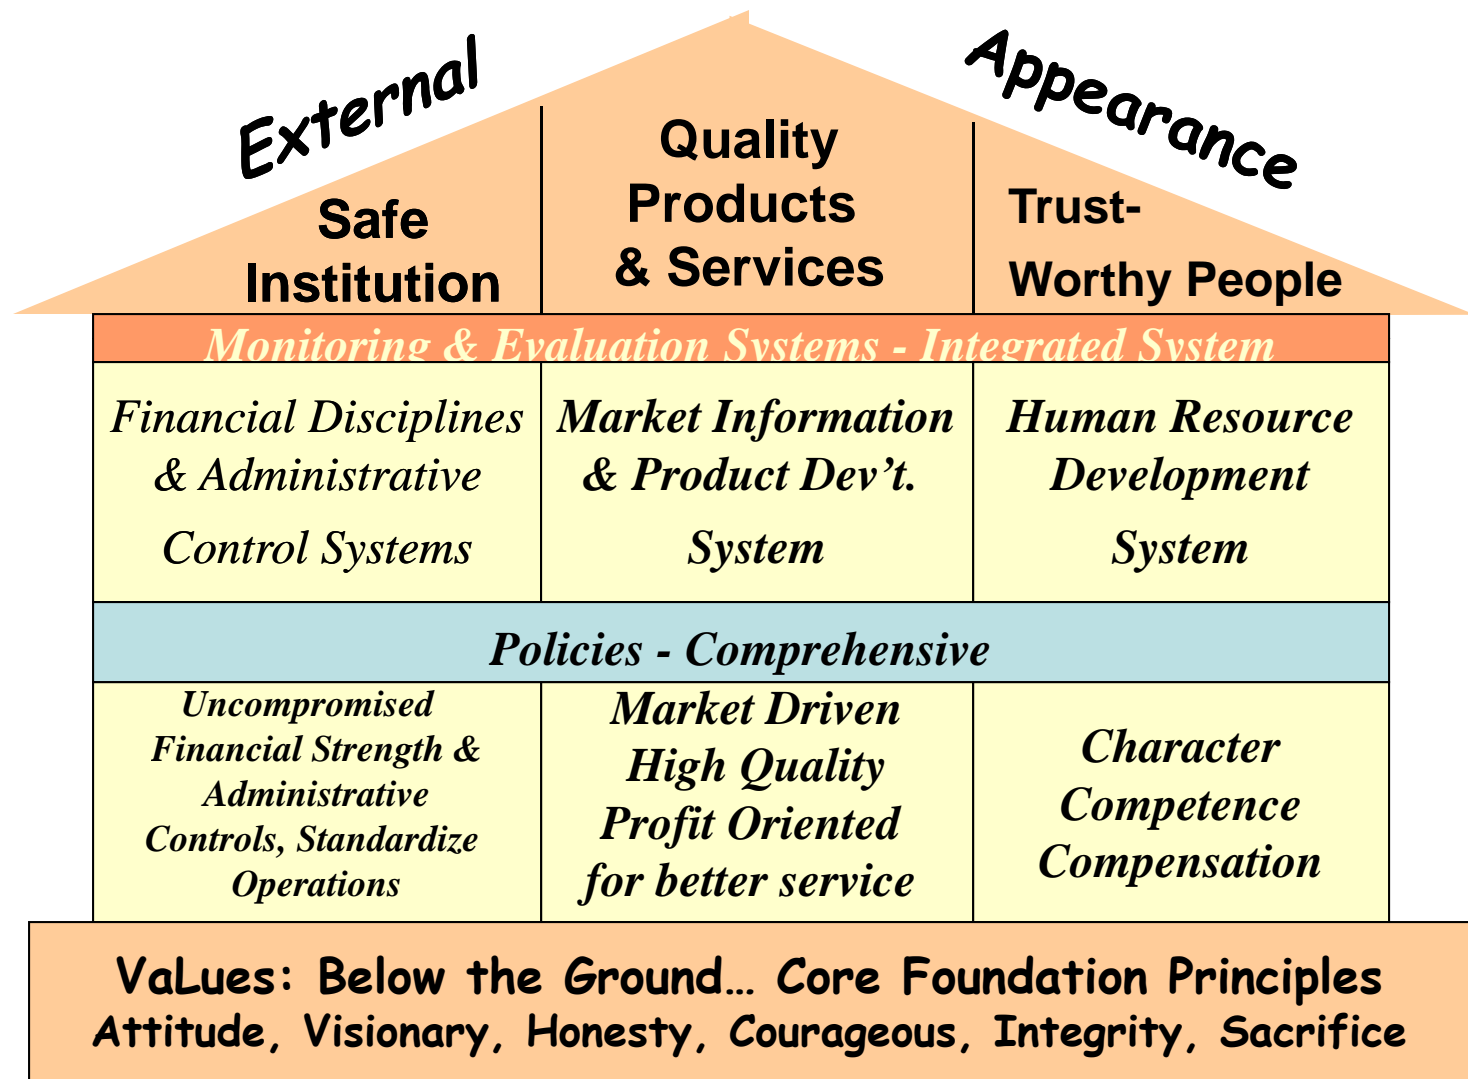 External
Appearance
Safe
Institution
Quality
Products
& Services
Trust-
Worthy People
Monitoring & Evaluation Systems - Integrated System
Financial Disciplines
& Administrative
Control Systems
Market Information
& Product Dev’t.
System
Human Resource
Development
System
Policies - Comprehensive
Uncompromised
Financial Strength &
Administrative
Controls, Standardize
Operations
Market Driven
High Quality
Profit Oriented
for better service
Character
Competence
Compensation
VaLues: Below the Ground… Core Foundation Principles
Attitude, Visionary, Honesty, Courageous, Integrity, Sacrifice